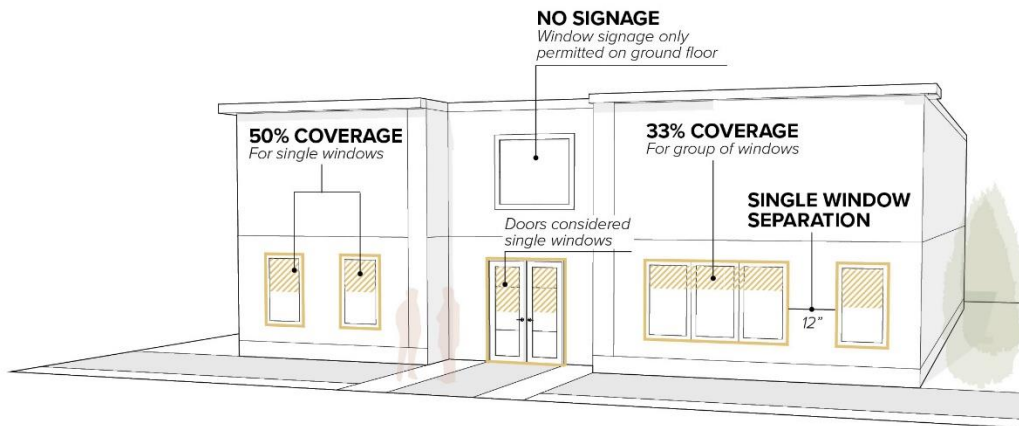 NO SIGNAGE
Window signage only
permitted on ground floor
50% COVERAGE
For single windows
33% COVERAGE
For group of windows
SINGLE WINDOW
SEPARATION
Doors considered
single windows
12”